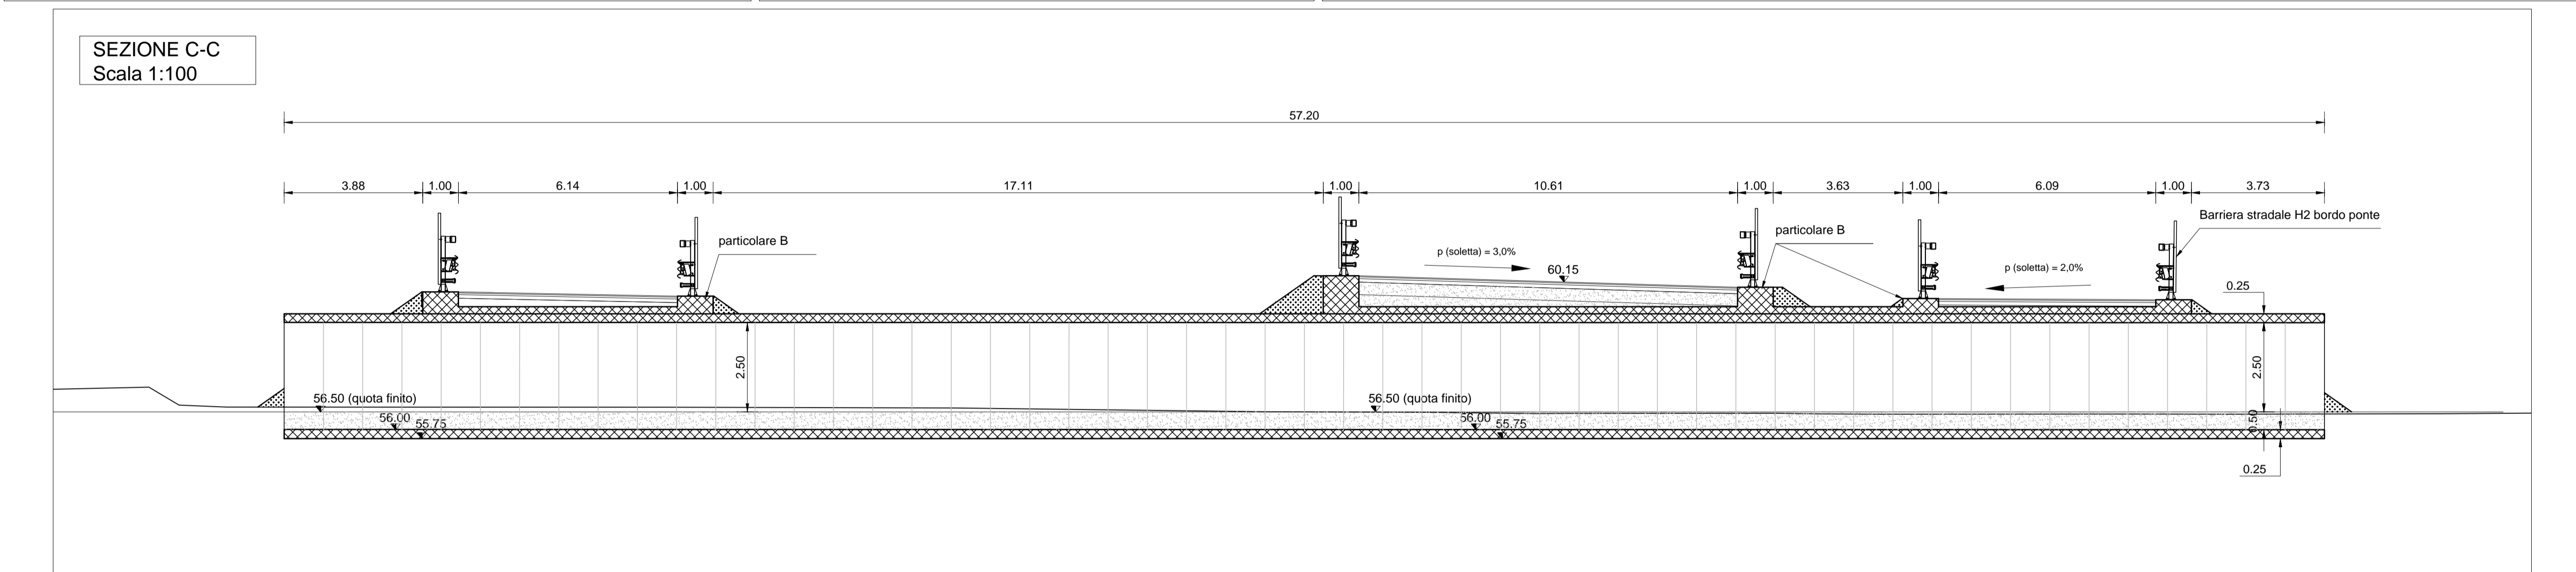 SEZIONE C-C
Scala 1:100
57.20
3.88 1.00 6.14 1.00 17.11 1.00 10.61 1.00 3.63 1.00 6.09 1.00 3.73
Barriera stradale H2 bordo ponte
particolare B
particolare B
p (soletta) = 3,0%
60.15
p (soletta) = 2,0%
0.25
2.50
2.50
56.50 (quota finito)
56.50 (quota finito)
56.00
55.75
56.00
55.75
0.50
0.25